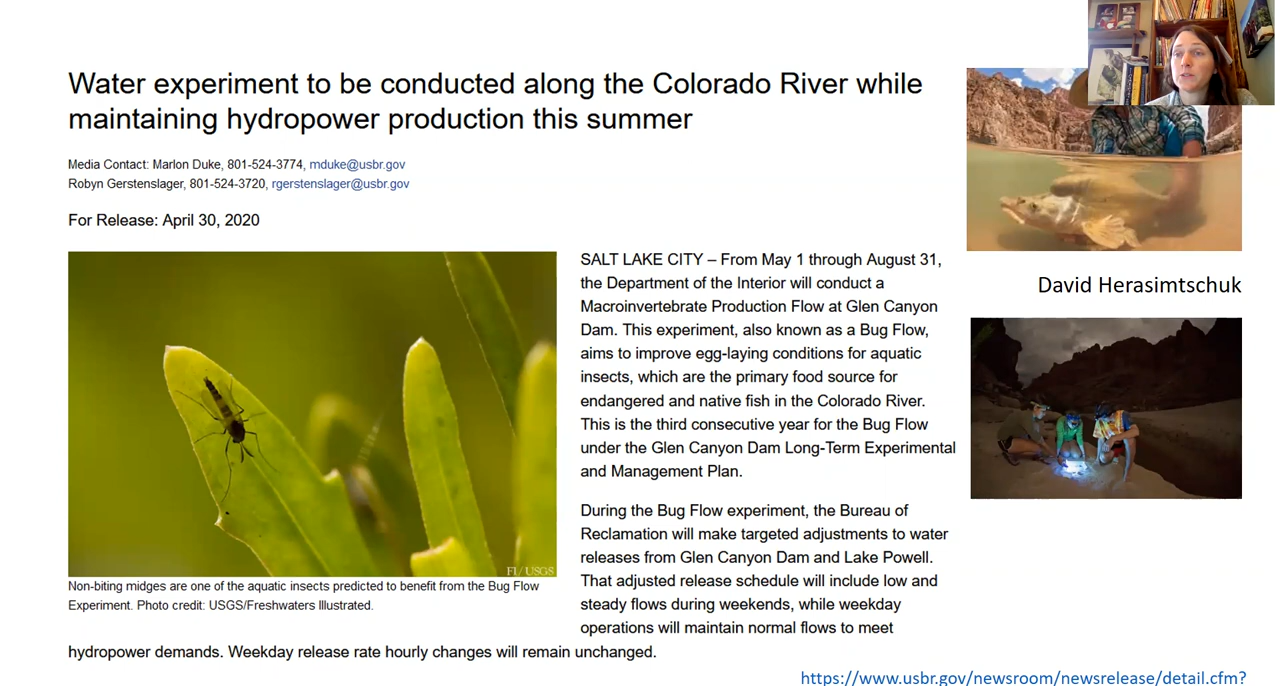 Water experiment to be conducted along the Colorado River while
maintaining hydropower production this summer
Media Contact: Marlon Duke, 801-524-3774, mduke@usbr.gov
Robyn Gerstenslager, 801-524-3720, rgerstenslager@usbr.gov
For Release: April 30, 2020
FI/USGS
Non-biting midges are one of the aquatic insects predicted to benefit from the Bug Flow
Experiment. Photo credit: USGS/Freshwaters Illustrated.
SALT LAKE CITY – From May 1 through August 31,
the Department of the Interior will conduct a
Macroinvertebrate Production Flow at Glen Canyon
Dam. This experiment, also known as a Bug Flow,
aims to improve egg-laying conditions for aquatic
insects, which are the primary food source for
endangered and native fish in the Colorado River.
This is the third consecutive year for the Bug Flow
under the Glen Canyon Dam Long-Term Experimental
and Management Plan.
During the Bug Flow experiment, the Bureau of
Reclamation will make targeted adjustments to water
releases from Glen Canyon Dam and Lake Powell.
That adjusted release schedule will include low and
steady flows during weekends, while weekday
operations will maintain normal flows to meet
hydropower demands. Weekday release rate hourly changes will remain unchanged.
David Herasimtschuk
https://www.usbr.gov/newsroom/newsrelease/detail.cfm?